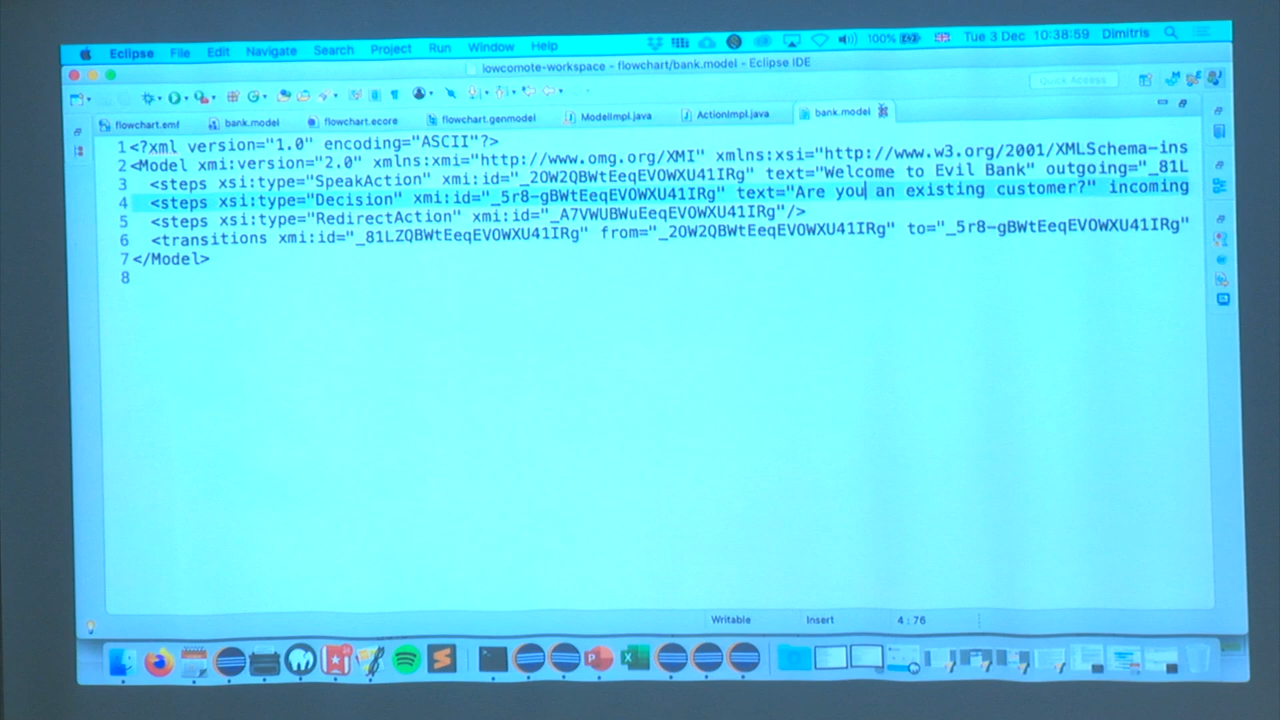 Eclipse File Edit Navigate Search Project Run Window Help 100% Tue 3 Dec 10:38:59 Dimitris
lowcomote-workspace - flowchart/bank.model - Eclipse IDE
Quick Access
flowchart.emf bank.model flowchart.ecore flowchart.genmodel ModelImpl.java ActionImpl.java bank.model
1 <?xml version="1.0" encoding="ASCII"?>
2 <Model xmi:version="2.0" xmlns:xmi="http://www.omg.org/XMI" xmlns:xsi="http://www.w3.org/2001/XMLSchema-ins
3 <steps xsi:type="SpeakAction" xmi:id="_2OW2QBWtEeqEVOWXU41IRg" text="Welcome to Evil Bank" outgoing="_81L
4 <steps xsi:type="Decision" xmi:id="_5r8-gBWtEeqEVOWXU41IRg" text="Are you an existing customer?" incoming
5 <steps xsi:type="RedirectAction" xmi:id="_A7VWUBWuEeqEVOWXU41IRg"/>
6 <transitions xmi:id="_81LZQBWtEeqEVOWXU41IRg" from="_2OW2QBWtEeqEVOWXU41IRg" to="_5r8-gBWtEeqEVOWXU41IRg"
7 </Model>
8
Writable Insert 4:76